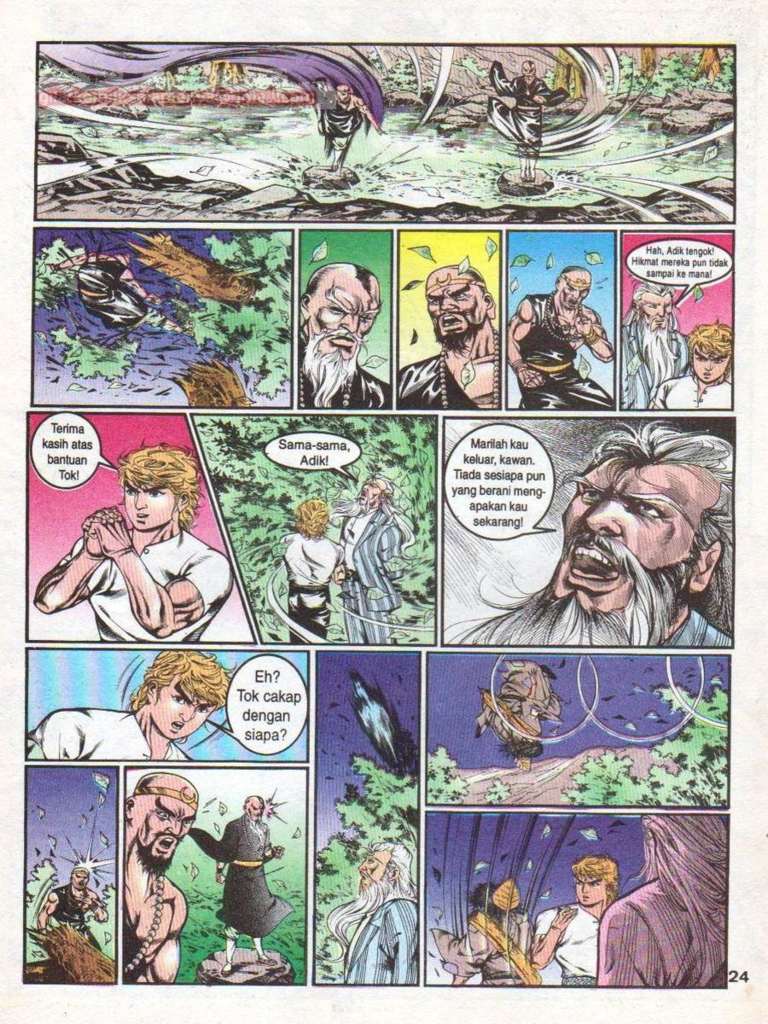 Hah, Adik tengok!
Hikmat mereka pun tidak
sampai ke mana!
Terima
kasih atas
bantuan
Tok!
Sama-sama,
Adik!
Marilah kau
keluar, kawan.
Tiada sesiapa pun
yang berani meng-
apakan kau
sekarang!
Eh?
Tok cakap
dengan
siapa?
24